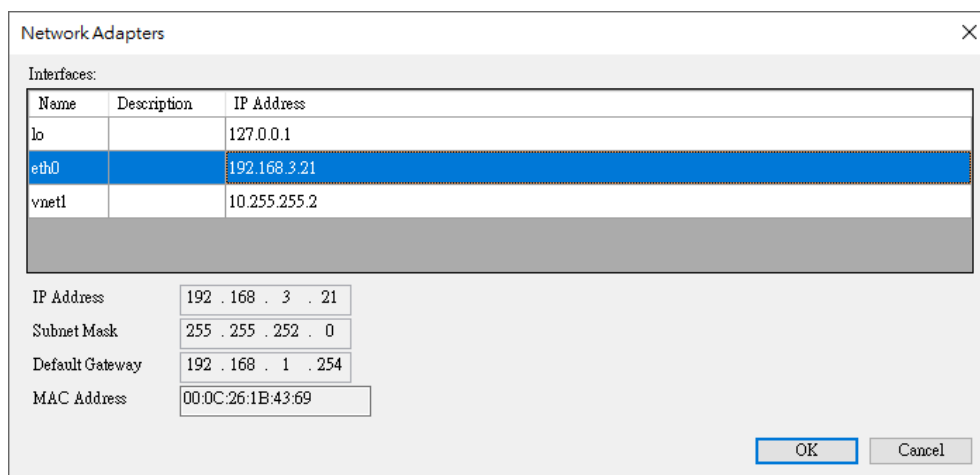 Network Adapters
Interfaces:
Name Description IP Address
lo 127.0.0.1
eth0 192.168.3.21
vnet1 10.255.255.2
IP Address 192 . 168 . 3 . 21
Subnet Mask 255 . 255 . 252 . 0
Default Gateway 192 . 168 . 1 . 254
MAC Address 00:0C:26:1B:43:69
OK Cancel